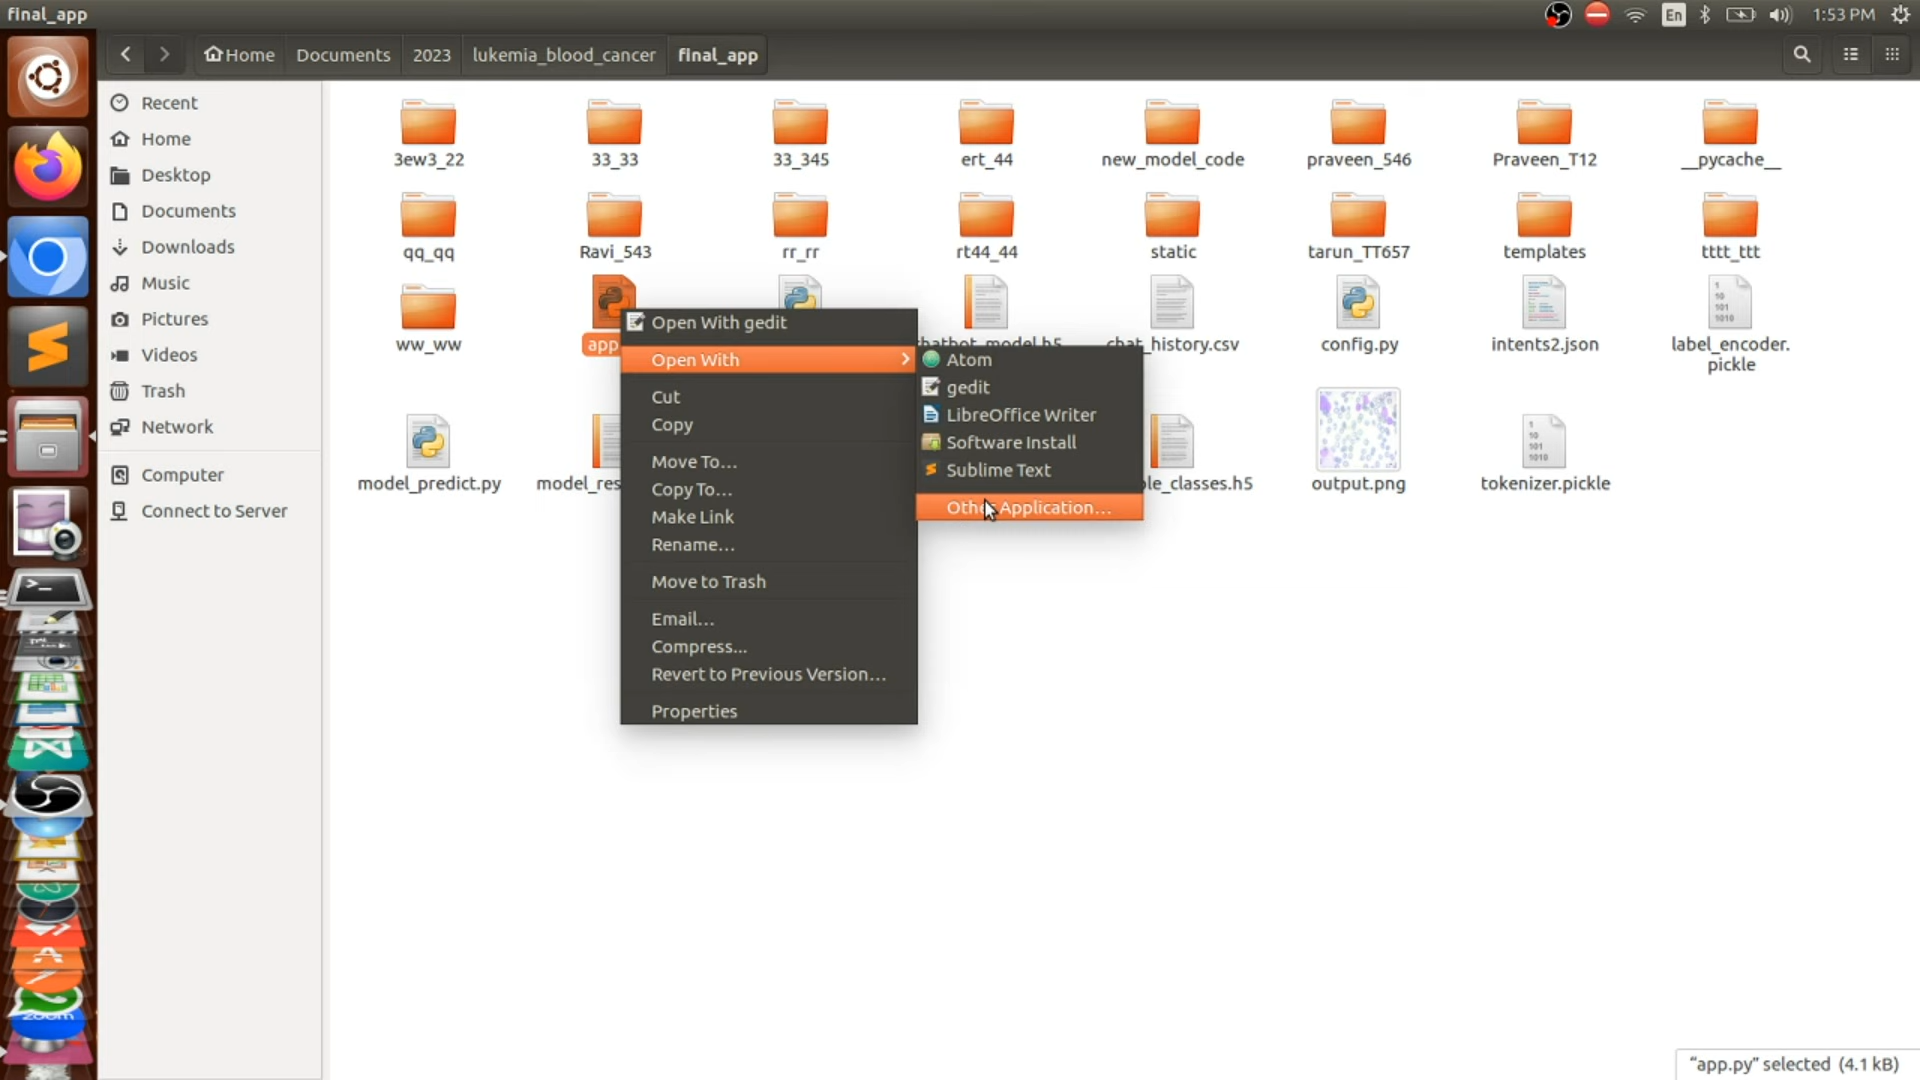 final_app
En
1:53 PM
Home
Documents
2023
lukemia_blood_cancer
final_app
Recent
Home
Desktop
Documents
Downloads
Music
Pictures
Videos
Trash
Network
Computer
Connect to Server
3ew3_22
33_33
33_345
ert_44
new_model_code
praveen_546
Praveen_T12
__pycache__
qq_qq
Ravi_543
rr_rr
rt44_44
static
tarun_TT657
templates
tttt_ttt
ww_ww
app
chatbot_model.h5
chat_history.csv
config.py
intents2.json
label_encoder.
pickle
model_predict.py
model_res
ple_classes.h5
output.png
tokenizer.pickle
Open With gedit
Open With
Cut
Copy
Move To...
Copy To...
Make Link
Rename...
Move to Trash
Email...
Compress...
Revert to Previous Version...
Properties
Atom
gedit
LibreOffice Writer
Software Install
Sublime Text
Other Application...
zoom
"app.py" selected (4.1 kB)